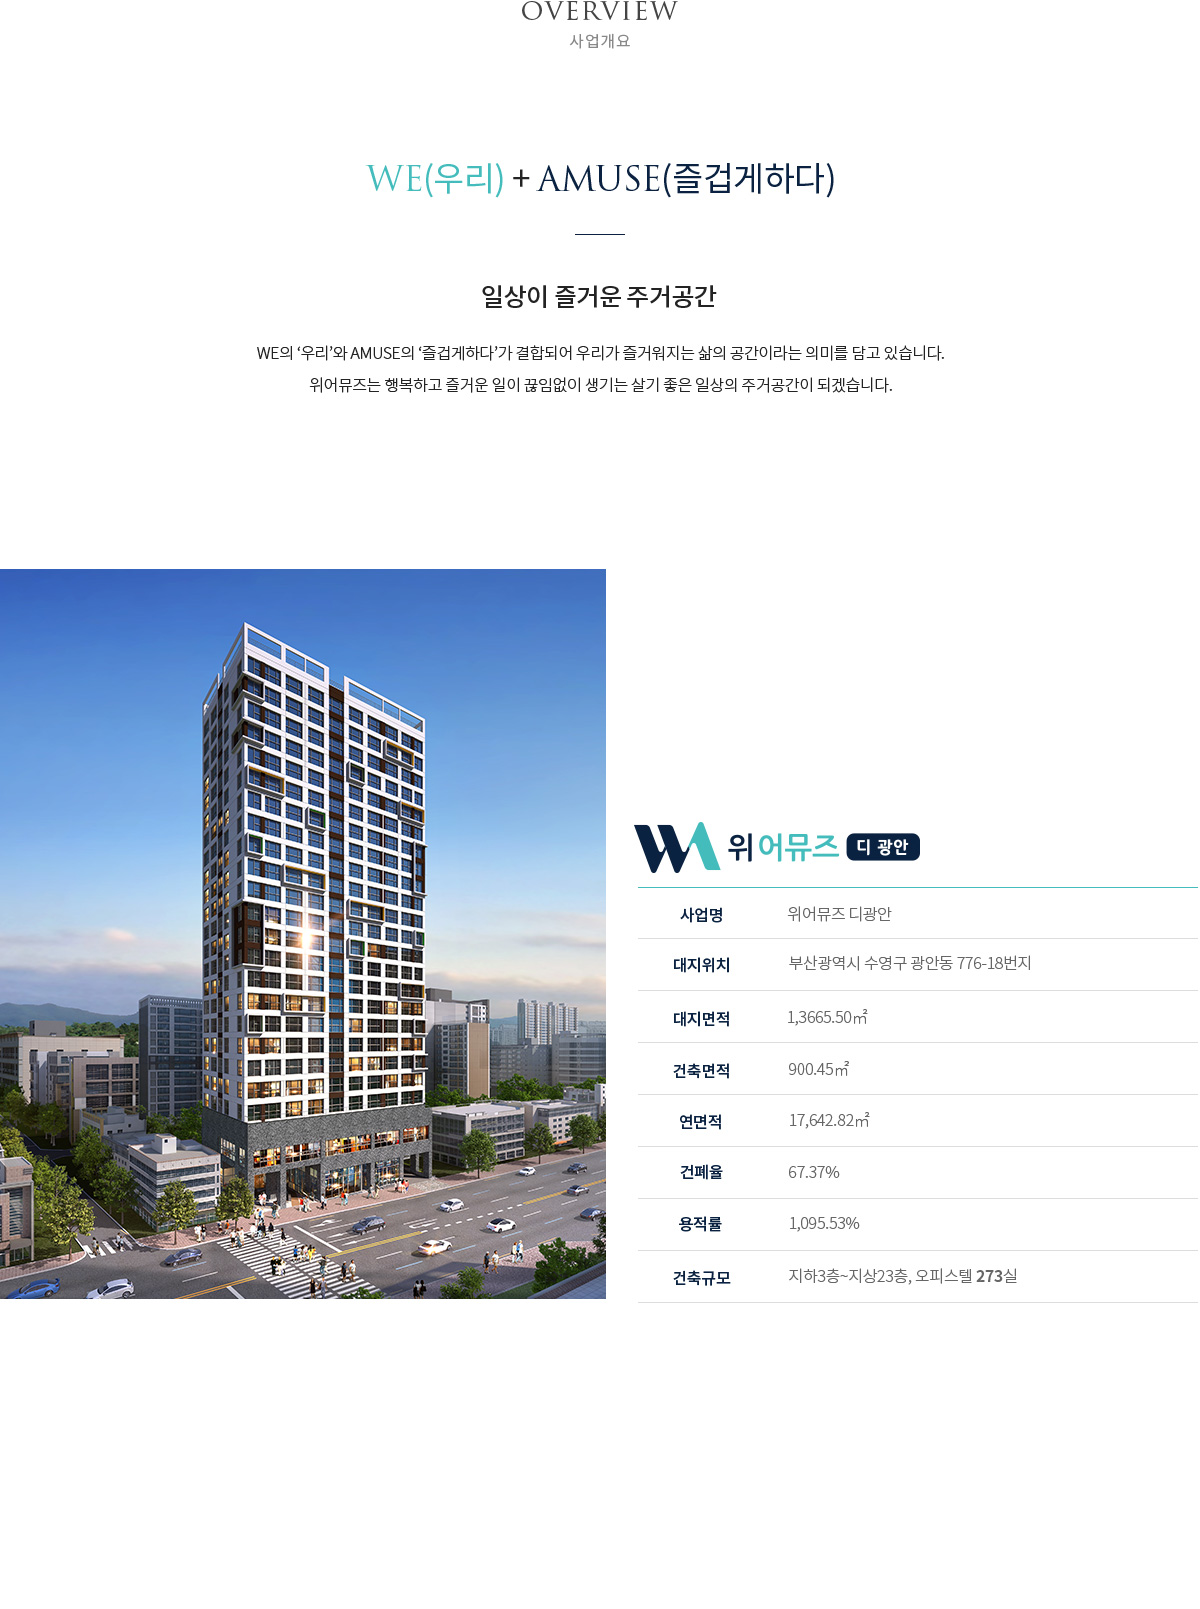 OVERVIEW
사업개요
WE(우리) + AMUSE(즐겁게하다)
일상이 즐거운 주거공간
WE의 ‘우리’와 AMUSE의 ‘즐겁게하다’가 결합되어 우리가 즐거워지는 삶의 공간이라는 의미를 담고 있습니다.
위어뮤즈는 행복하고 즐거운 일이 끊임없이 생기는 살기 좋은 일상의 주거공간이 되겠습니다.
WA 위어뮤즈 디 광안
사업명 위어뮤즈 디광안
대지위치 부산광역시 수영구 광안동 776-18번지
대지면적 1,3665.50㎡
건축면적 900.45㎡
연면적 17,642.82㎡
건폐율 67.37%
용적률 1,095.53%
건축규모 지하3층~지상23층, 오피스텔 273실